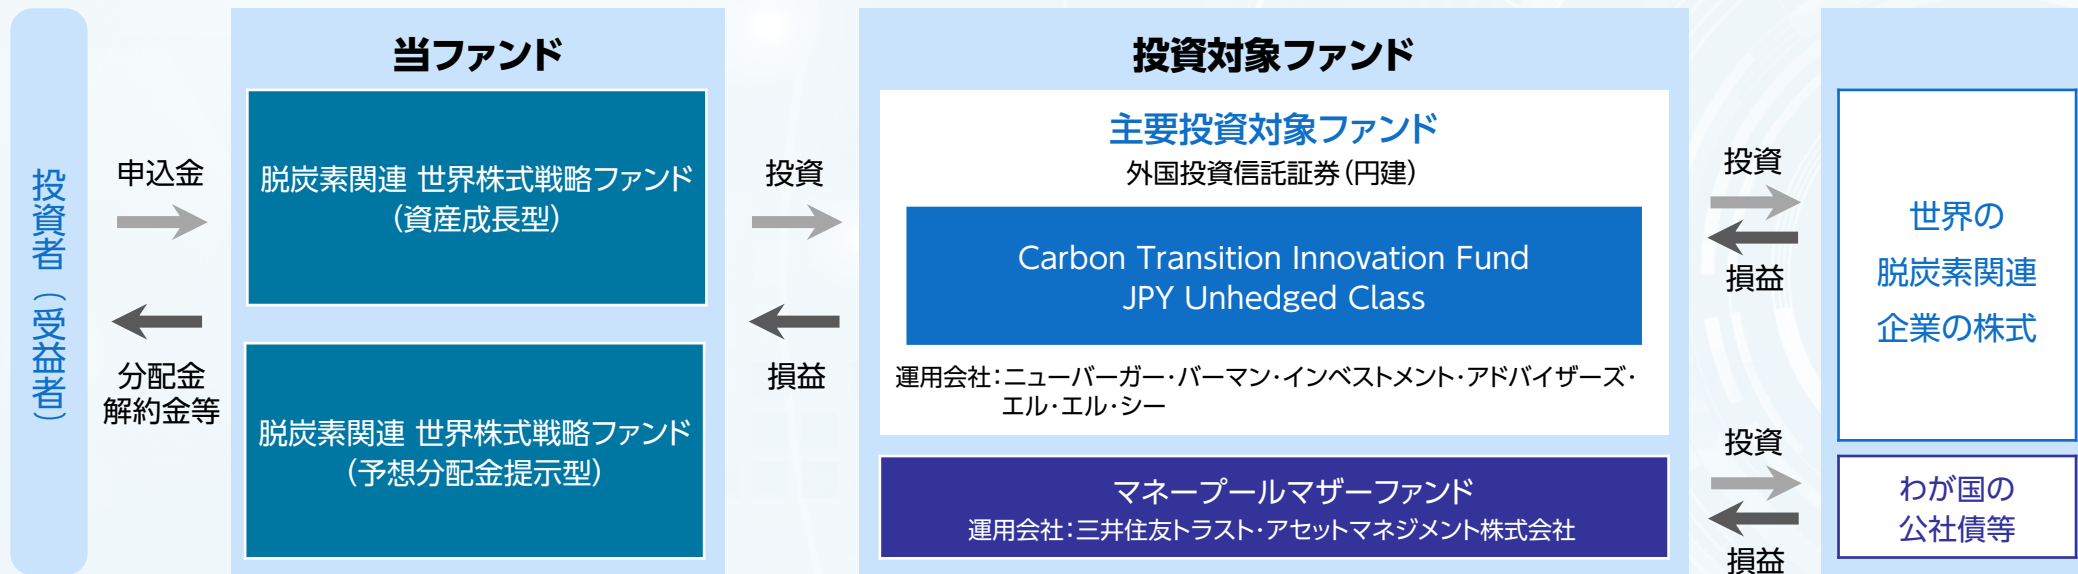 投資者（受益者）
申込金
分配金
解約金等
当ファンド
脱炭素関連 世界株式戦略ファンド
（資産成長型）
脱炭素関連 世界株式戦略ファンド
（予想分配金提示型）
投資
損益
投資対象ファンド
主要投資対象ファンド
外国投資信託証券（円建）
Carbon Transition Innovation Fund
JPY Unhedged Class
運用会社：ニューバーガー・バーマン・インベストメント・アドバイザーズ・
エル・エル・シー
マネープールマザーファンド
運用会社：三井住友トラスト・アセットマネジメント株式会社
投資
損益
投資
損益
世界の
脱炭素関連
企業の株式
わが国の
公社債等